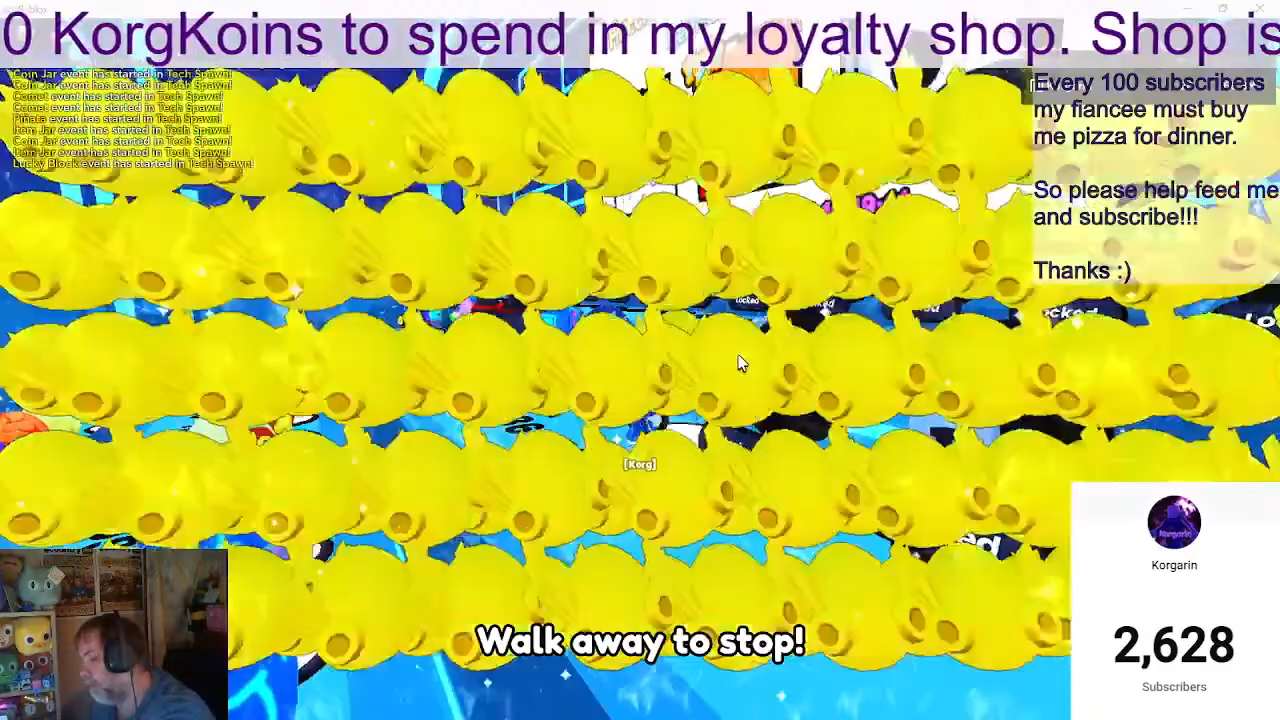 0 KorgKoins to spend in my loyalty shop. Shop is
Coin Jar event has started in Tech Spawn!
Coin Jar event has started in Tech Spawn!
Comet event has started in Tech Spawn!
Comet event has started in Tech Spawn!
Piñata event has started in Tech Spawn!
Item Jar event has started in Tech Spawn!
Coin Jar event has started in Tech Spawn!
Item Jar event has started in Tech Spawn!
Lucky Block event has started in Tech Spawn!
Every 100 subscribers
my fiancee must buy
me pizza for dinner.
So please help feed me
and subscribe!!!
Thanks :)
Locked
[Korg]
Korgarin
Korgarin
2,628
Subscribers
Walk away to stop!